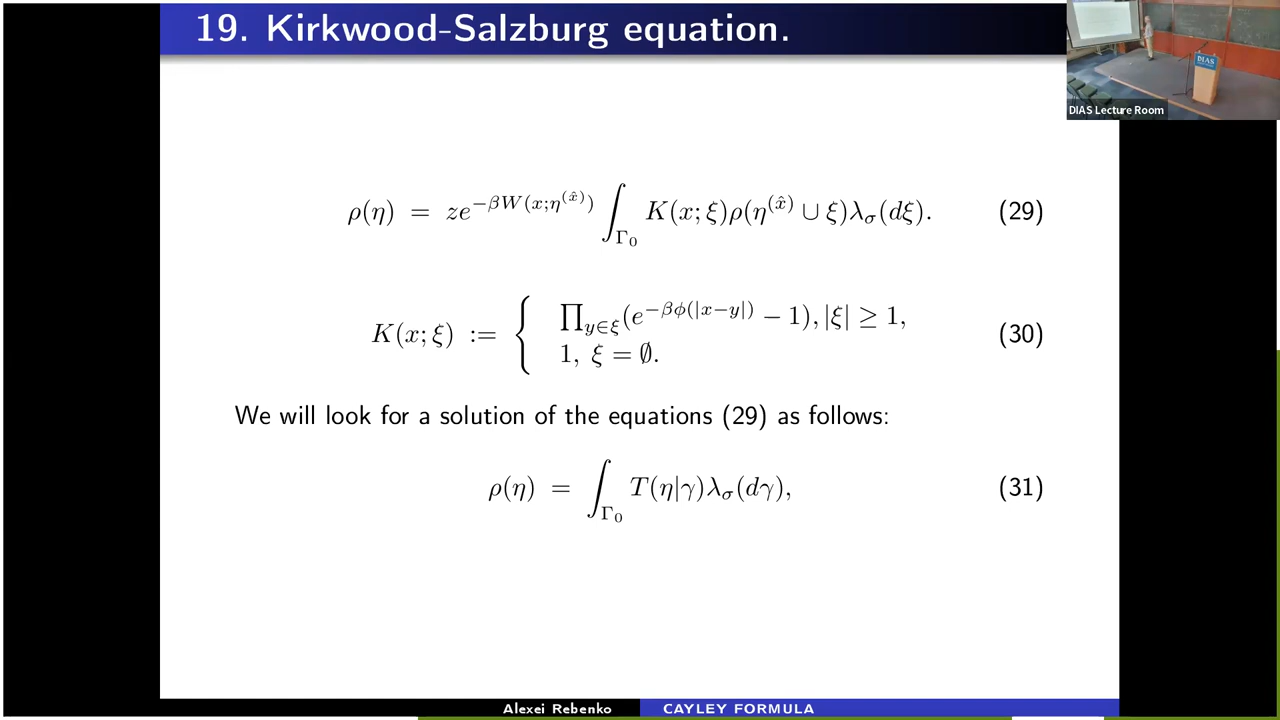 19. Kirkwood-Salzburg equation.
DIAS
DIAS Lecture Room
ρ(η) = ze^{−βW(x;η^{(x̂)})} ∫_{Γ₀} K(x;ξ)ρ(η^{(x̂)} ∪ ξ)λ_σ(dξ). (29)
K(x;ξ) := { ∏_{y∈ξ}(e^{−βϕ(|x−y|)} − 1), |ξ| ≥ 1,
1, ξ = ∅. (30)
We will look for a solution of the equations (29) as follows:
ρ(η) = ∫_{Γ₀} T(η|γ)λ_σ(dγ), (31)
Alexei Rebenko CAYLEY FORMULA